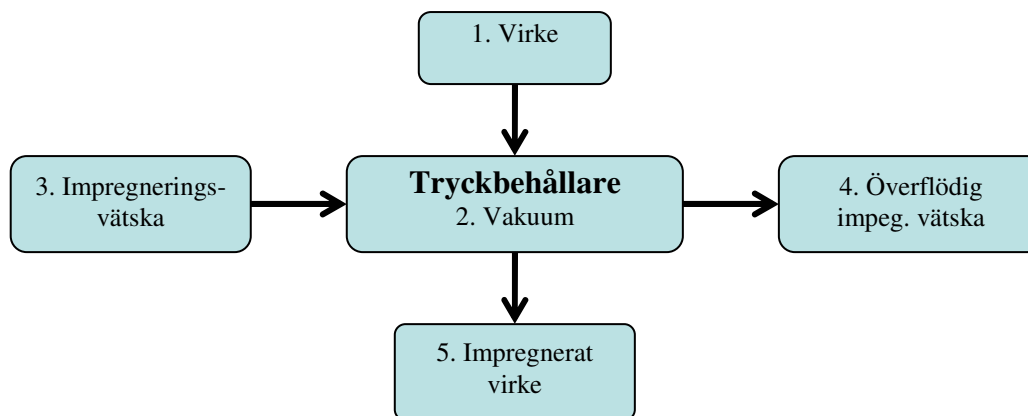 1. Virke
3. Impregnerings-
vätska
Tryckbehållare
2. Vakuum
4. Överflödig
impeg. vätska
5. Impregnerat
virke